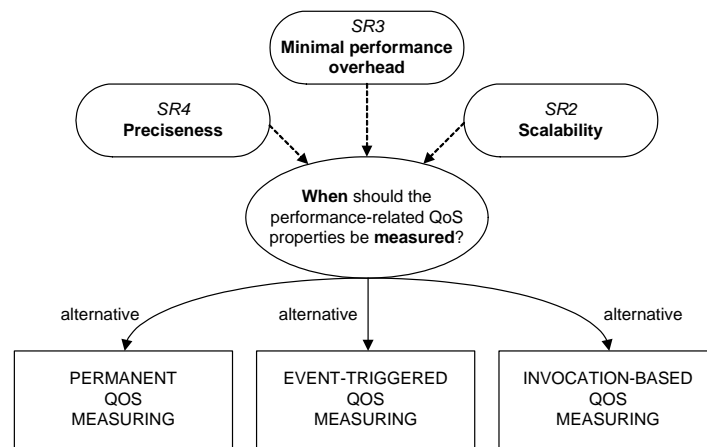 SR3
Minimal performance
overhead
SR4
Preciseness
SR2
Scalability
When should the
performance-related QoS
properties be measured?
alternative
alternative
alternative
PERMANENT
QOS
MEASURING
EVENT-TRIGGERED
QOS
MEASURING
INVOCATION-BASED
QOS
MEASURING